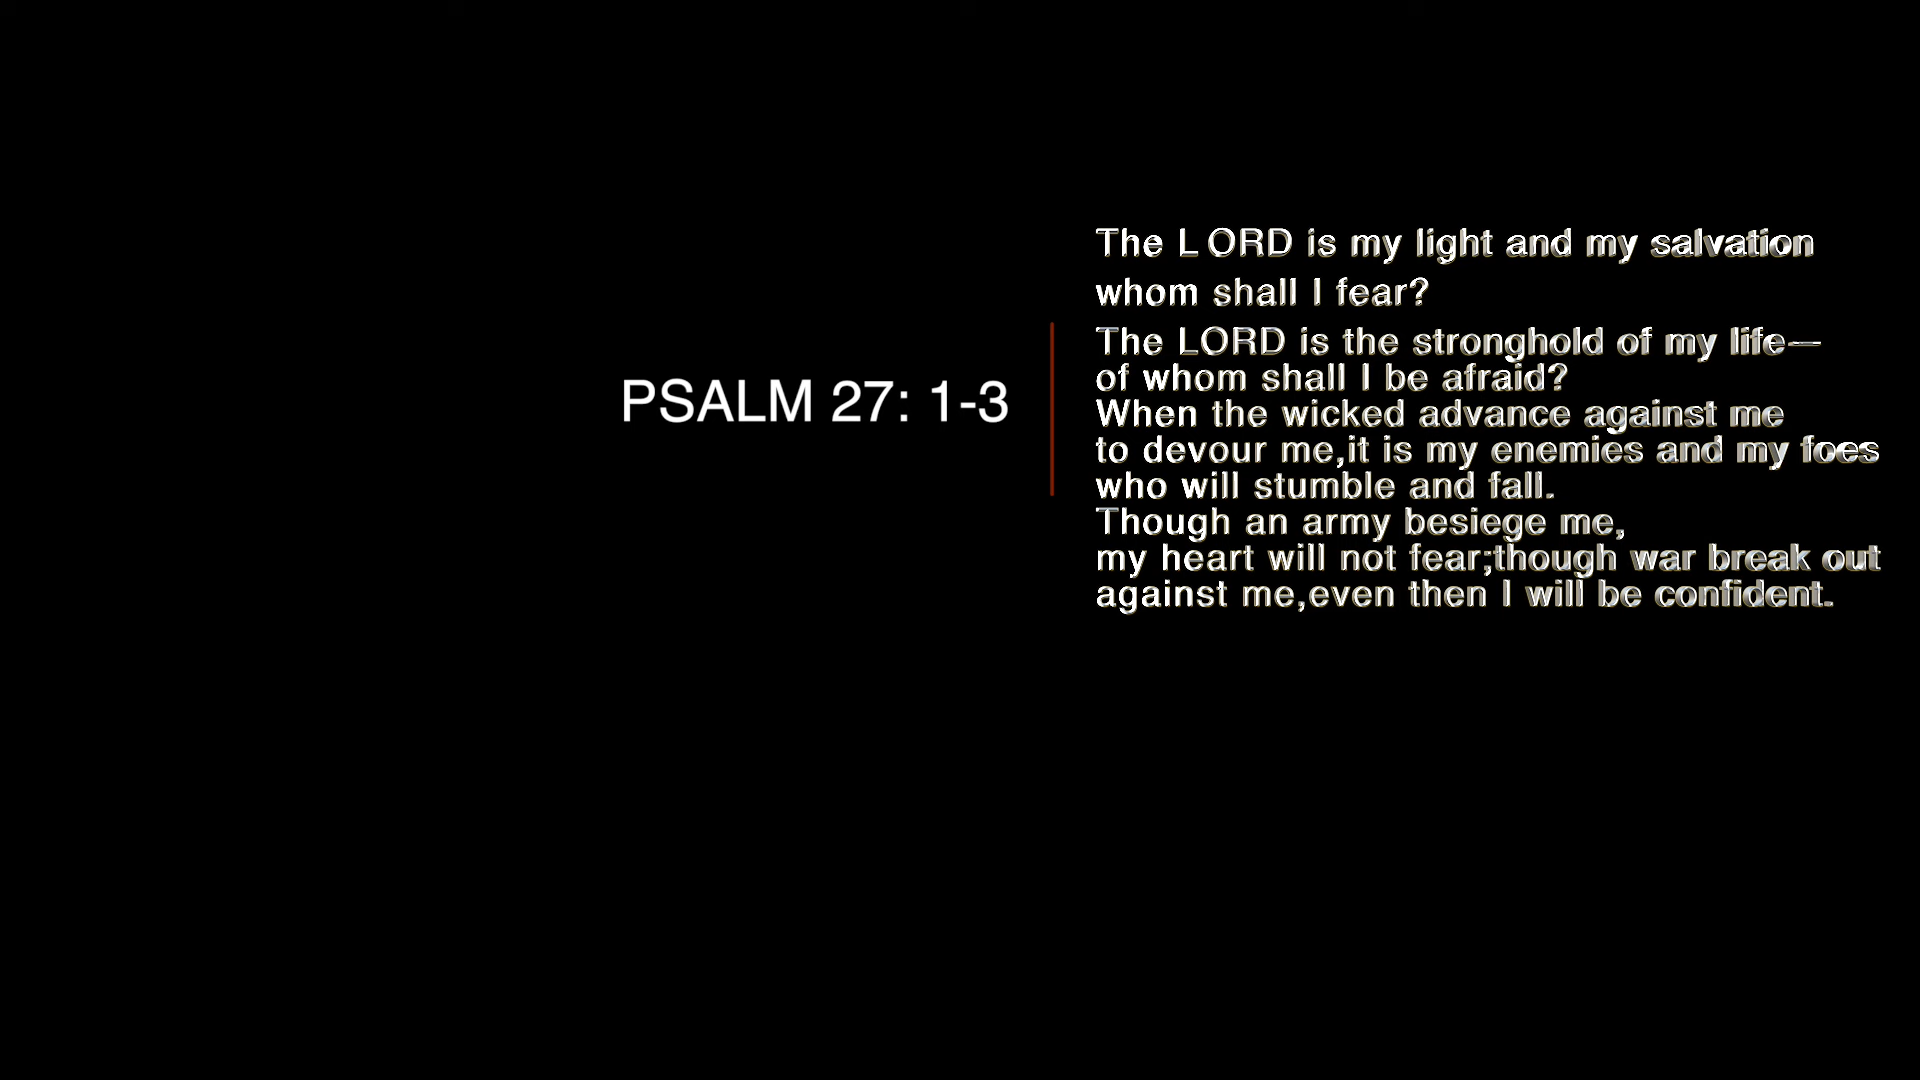 PSALM 27: 1-3
The L ORD is my light and my salvation
whom shall I fear?
The LORD is the stronghold of my life—
of whom shall I be afraid?
When the wicked advance against me
to devour me,it is my enemies and my foes
who will stumble and fall.
Though an army besiege me,
my heart will not fear;though war break out
against me,even then I will be confident.